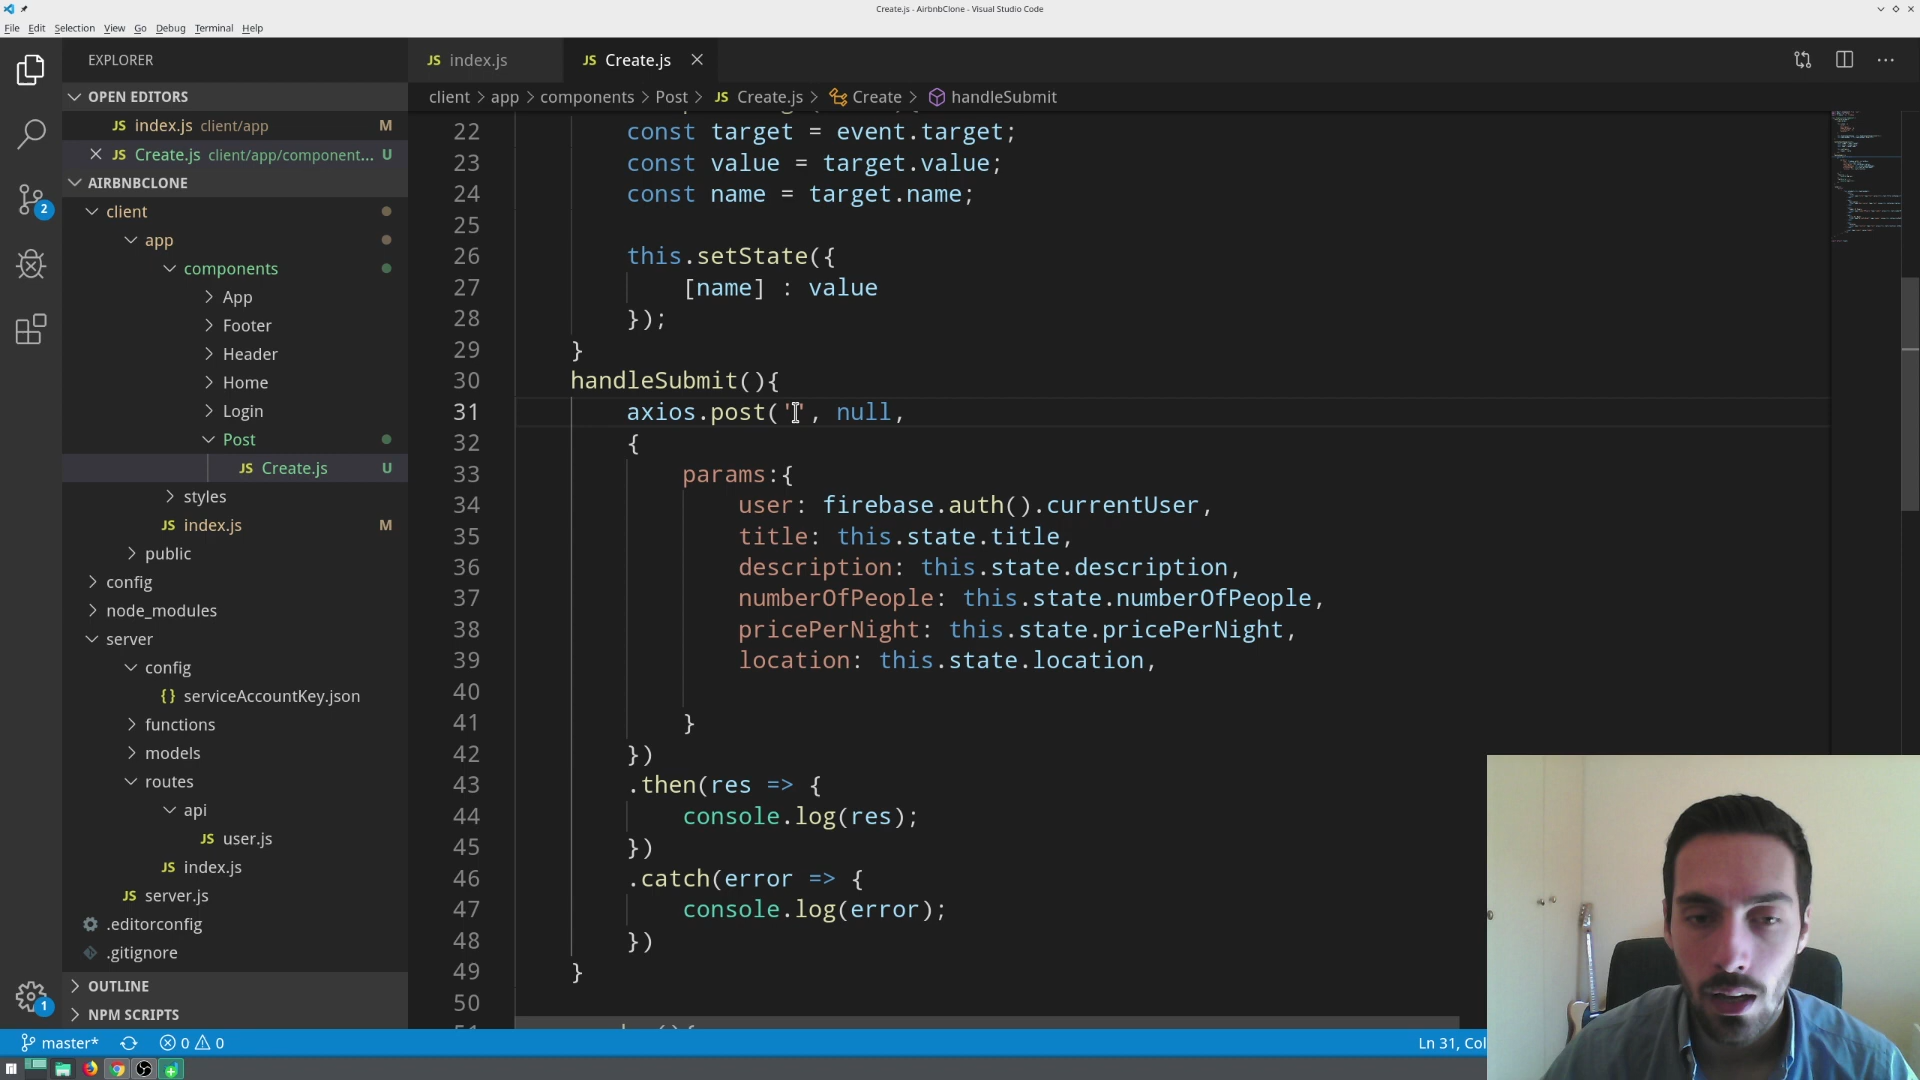 Create.js - AirbnbClone - Visual Studio Code
File Edit Selection View Go Debug Terminal Help
EXPLORER
OPEN EDITORS
JS index.js client/app M
JS Create.js client/app/component... U
AIRBNBCLONE
client
app
components
App
Footer
Header
Home
Login
Post
JS Create.js U
styles
JS index.js M
public
config
node_modules
server
config
{} serviceAccountKey.json
functions
models
routes
api
JS user.js
JS index.js
JS server.js
.editorconfig
.gitignore
OUTLINE
NPM SCRIPTS
2
1
JS index.js
JS Create.js
client > app > components > Post > JS Create.js > Create > handleSubmit
22 const target = event.target;
23 const value = target.value;
24 const name = target.name;
25
26 this.setState({
27 [name] : value
28 });
29 }
30 handleSubmit(){
31 axios.post('', null,
32 {
33 params:{
34 user: firebase.auth().currentUser,
35 title: this.state.title,
36 description: this.state.description,
37 numberOfPeople: this.state.numberOfPeople,
38 pricePerNight: this.state.pricePerNight,
39 location: this.state.location,
40
41 }
42 })
43 .then(res => {
44 console.log(res);
45 })
46 .catch(error => {
47 console.log(error);
48 })
49 }
50
master* 0 0 Ln 31, Col